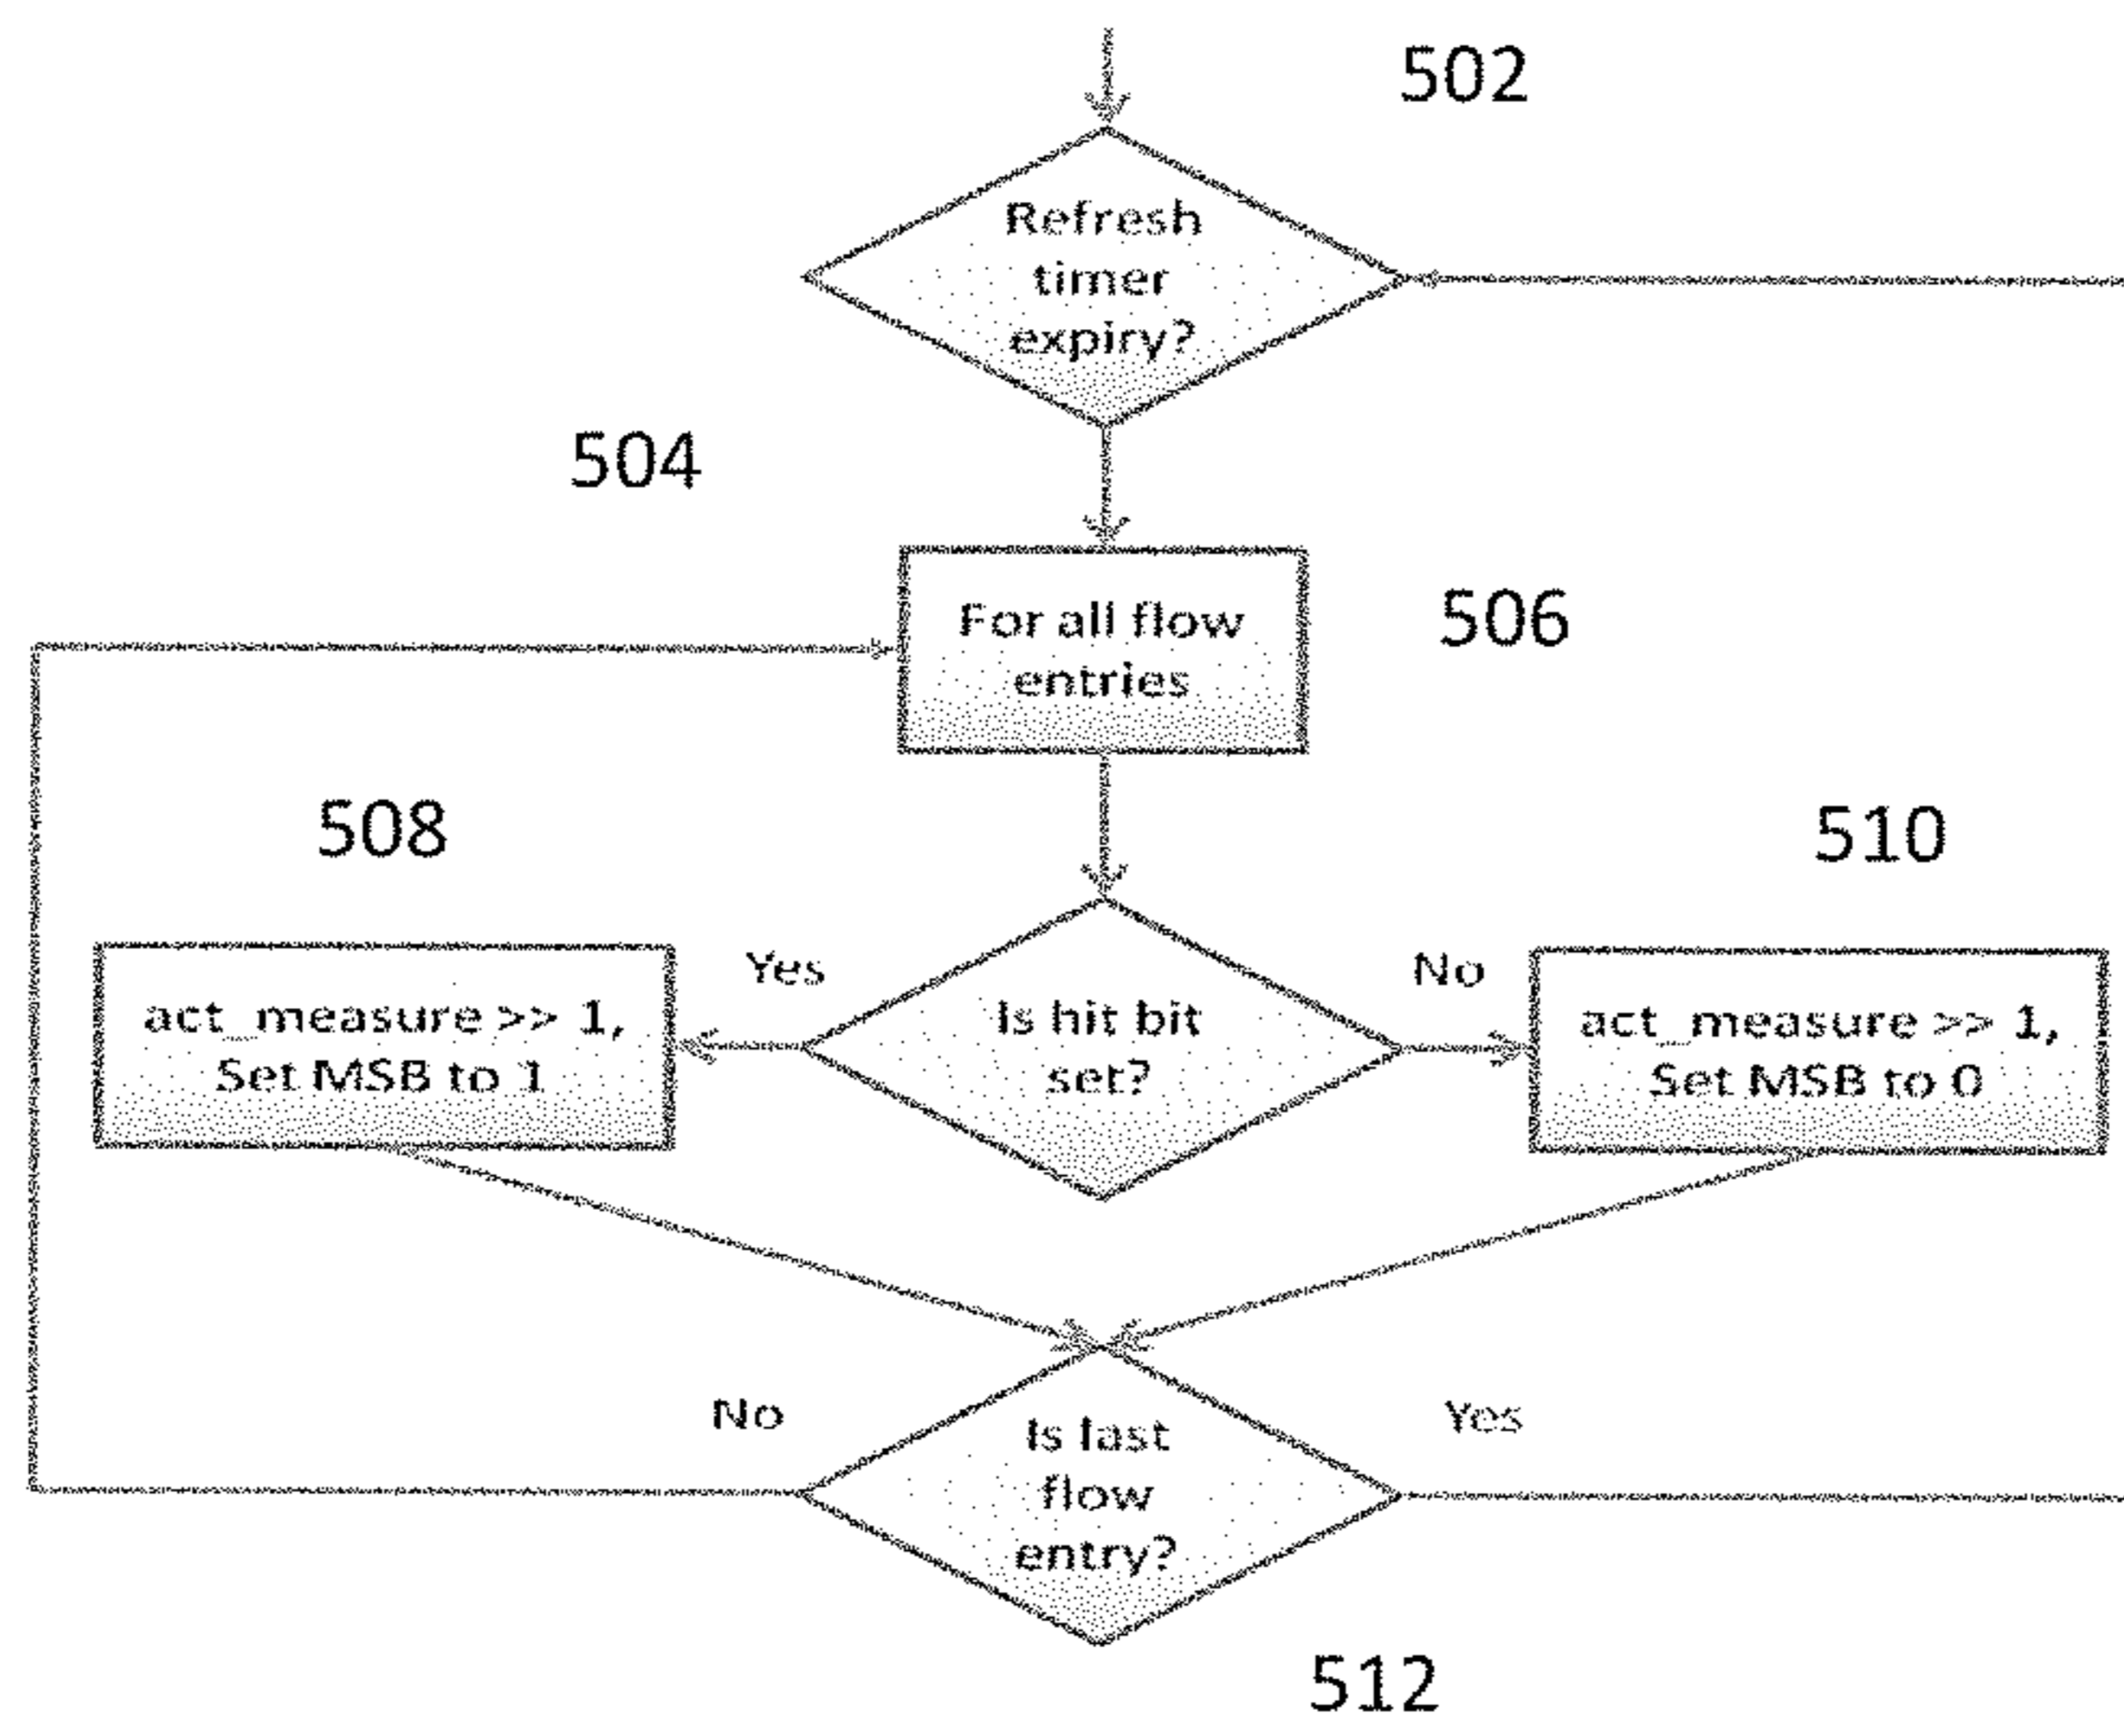 502
Refresh
timer
expiry?
504
For all flow
entries
506
508
510
Yes
No
act_measure >> 1,
Set MSB to 1
Is hit bit
set?
act_measure >> 1,
Set MSB to 0
No
Yes
Is last
flow
entry?
512